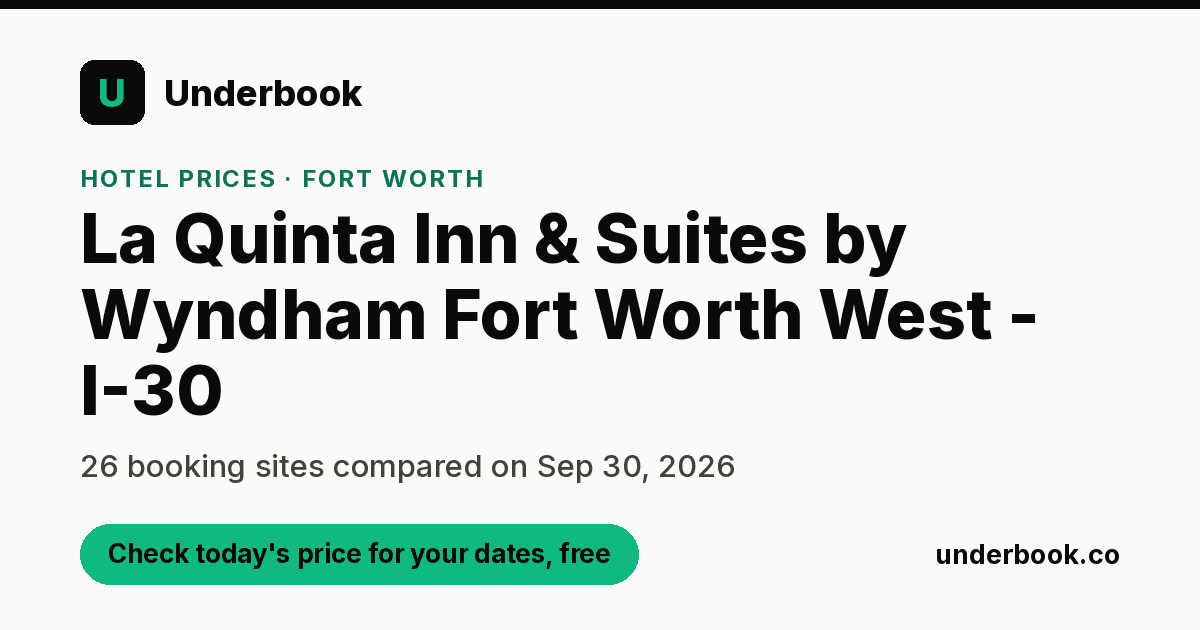 U
Underbook
HOTEL PRICES · FORT WORTH
La Quinta Inn & Suites by
Wyndham Fort Worth West -
I-30
26 booking sites compared on Sep 30, 2026
Check today's price for your dates, free
underbook.co